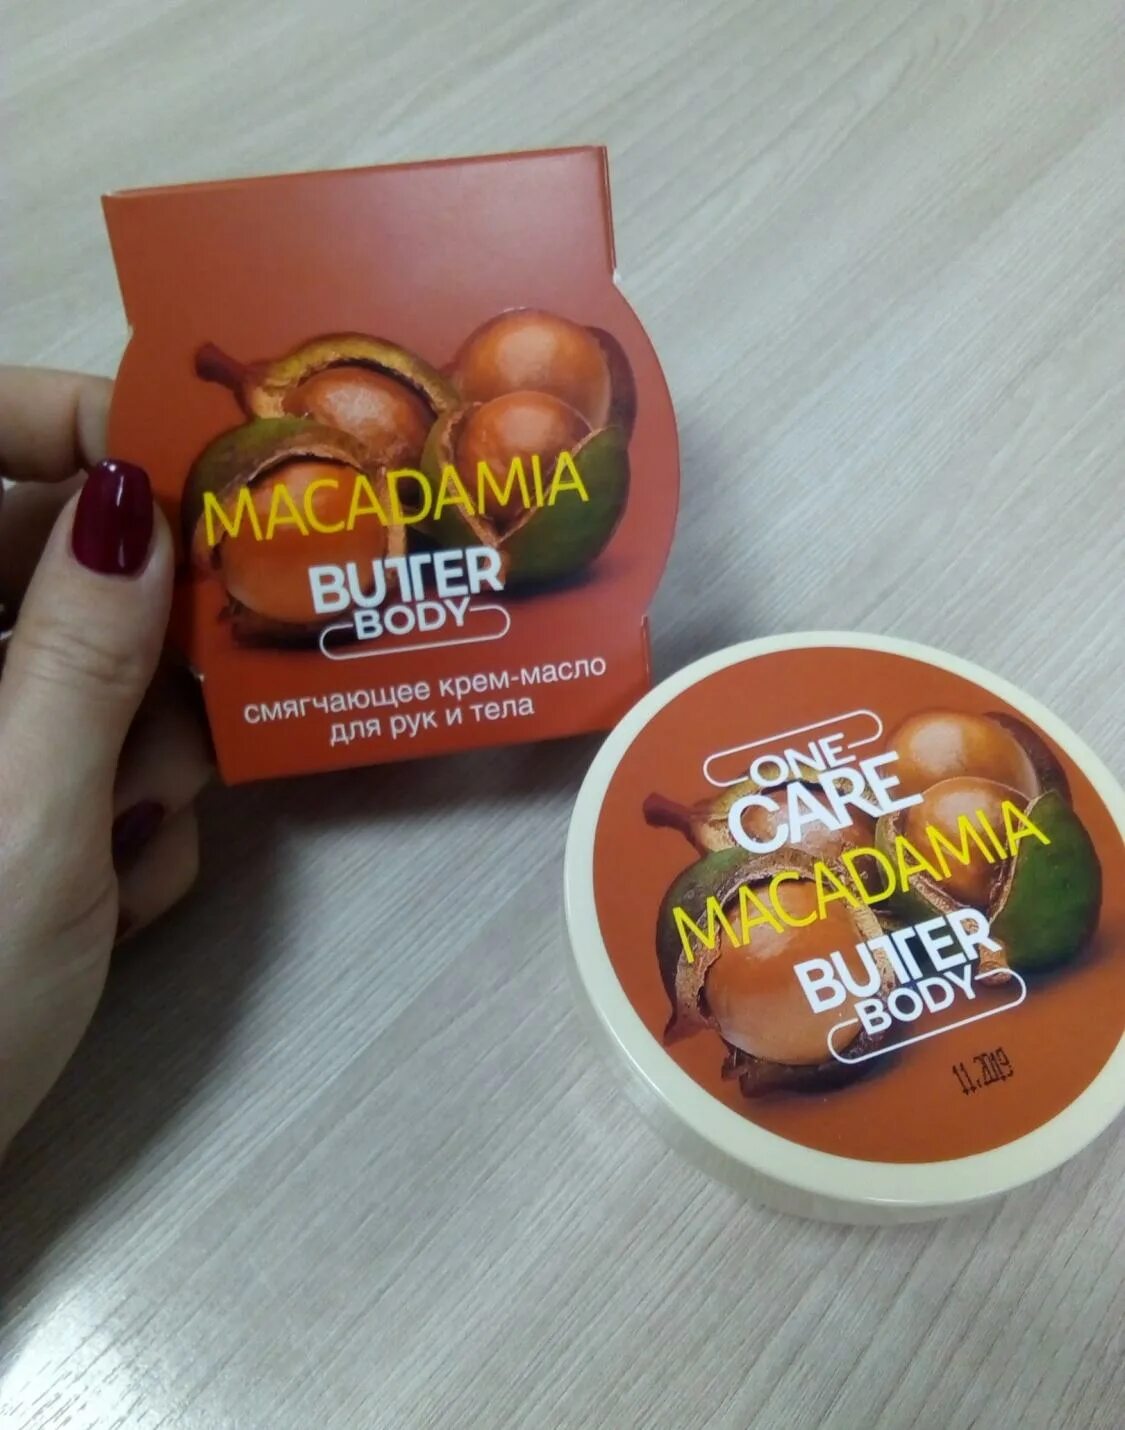 MACADAMIA
BUTTER
BODY
смягчающее крем-масло
для рук и тела
ONE
CARE
MACADAMIA
BUTTER
BODY
11.2019